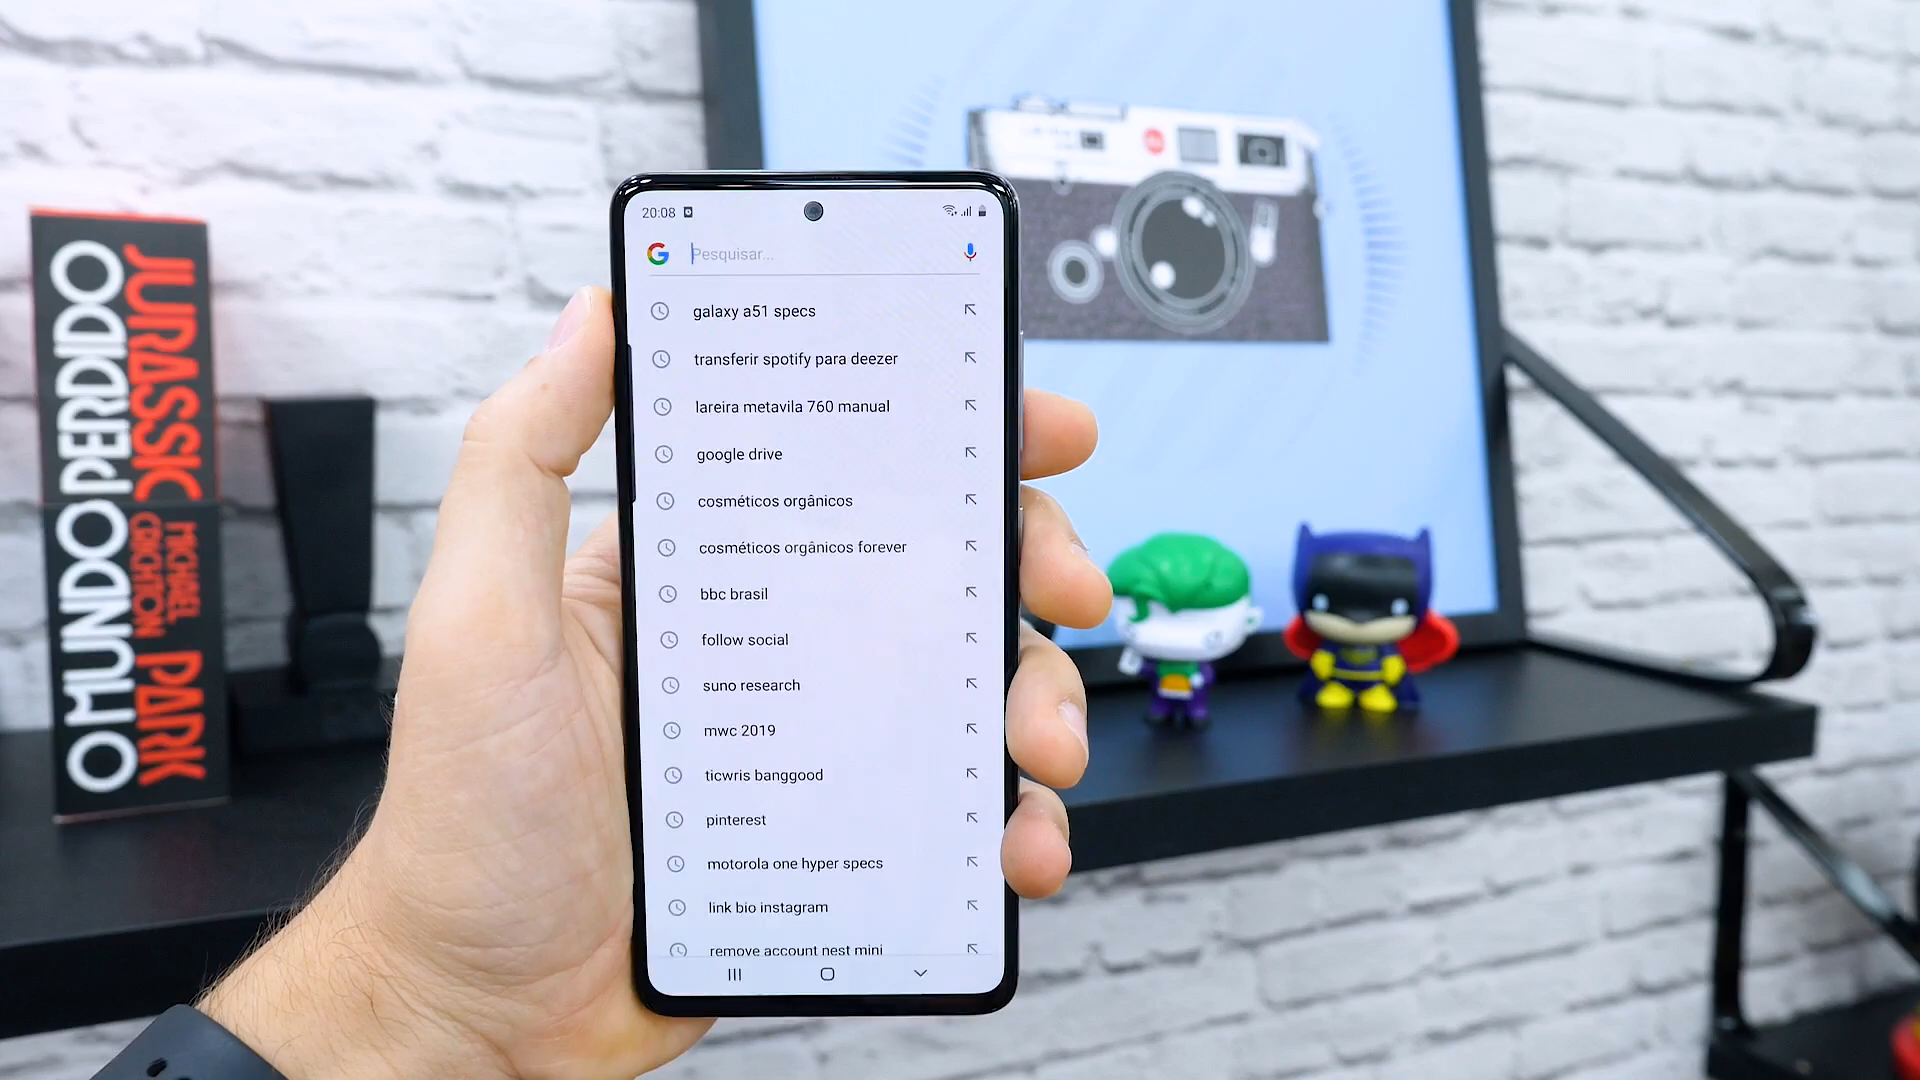 O MUNDO PERDIDO
JURASSIC PARK
MICHAEL
CRICHTON
20:08
Pesquisar...
galaxy a51 specs
transferir spotify para deezer
lareira metavila 760 manual
google drive
cosméticos orgânicos
cosméticos orgânicos forever
bbc brasil
follow social
suno research
mwc 2019
ticwris banggood
pinterest
motorola one hyper specs
link bio instagram
remove account nest mini